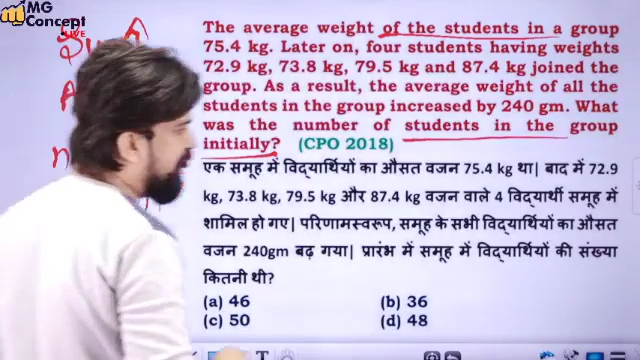 MG
Concept
LIVE
The average weight of the students in a group
75.4 kg. Later on, four students having weights
72.9 kg, 73.8 kg, 79.5 kg and 87.4 kg joined the
group. As a result, the average weight of all the
students in the group increased by 240 gm. What
was the number of students in the group
initially? (CPO 2018)
एक समूह में विद्यार्थियों का औसत वजन 75.4 kg था| बाद में 72.9
kg, 73.8 kg, 79.5 kg और 87.4 kg वजन वाले 4 विद्यार्थी समूह में
शामिल हो गए| परिणामस्वरूप, समूह के सभी विद्यार्थियों का औसत
वजन 240gm बढ़ गया| प्रारंभ में समूह में विद्यार्थियों की संख्या
कितनी थी?
(a) 46 (b) 36
(c) 50 (d) 48